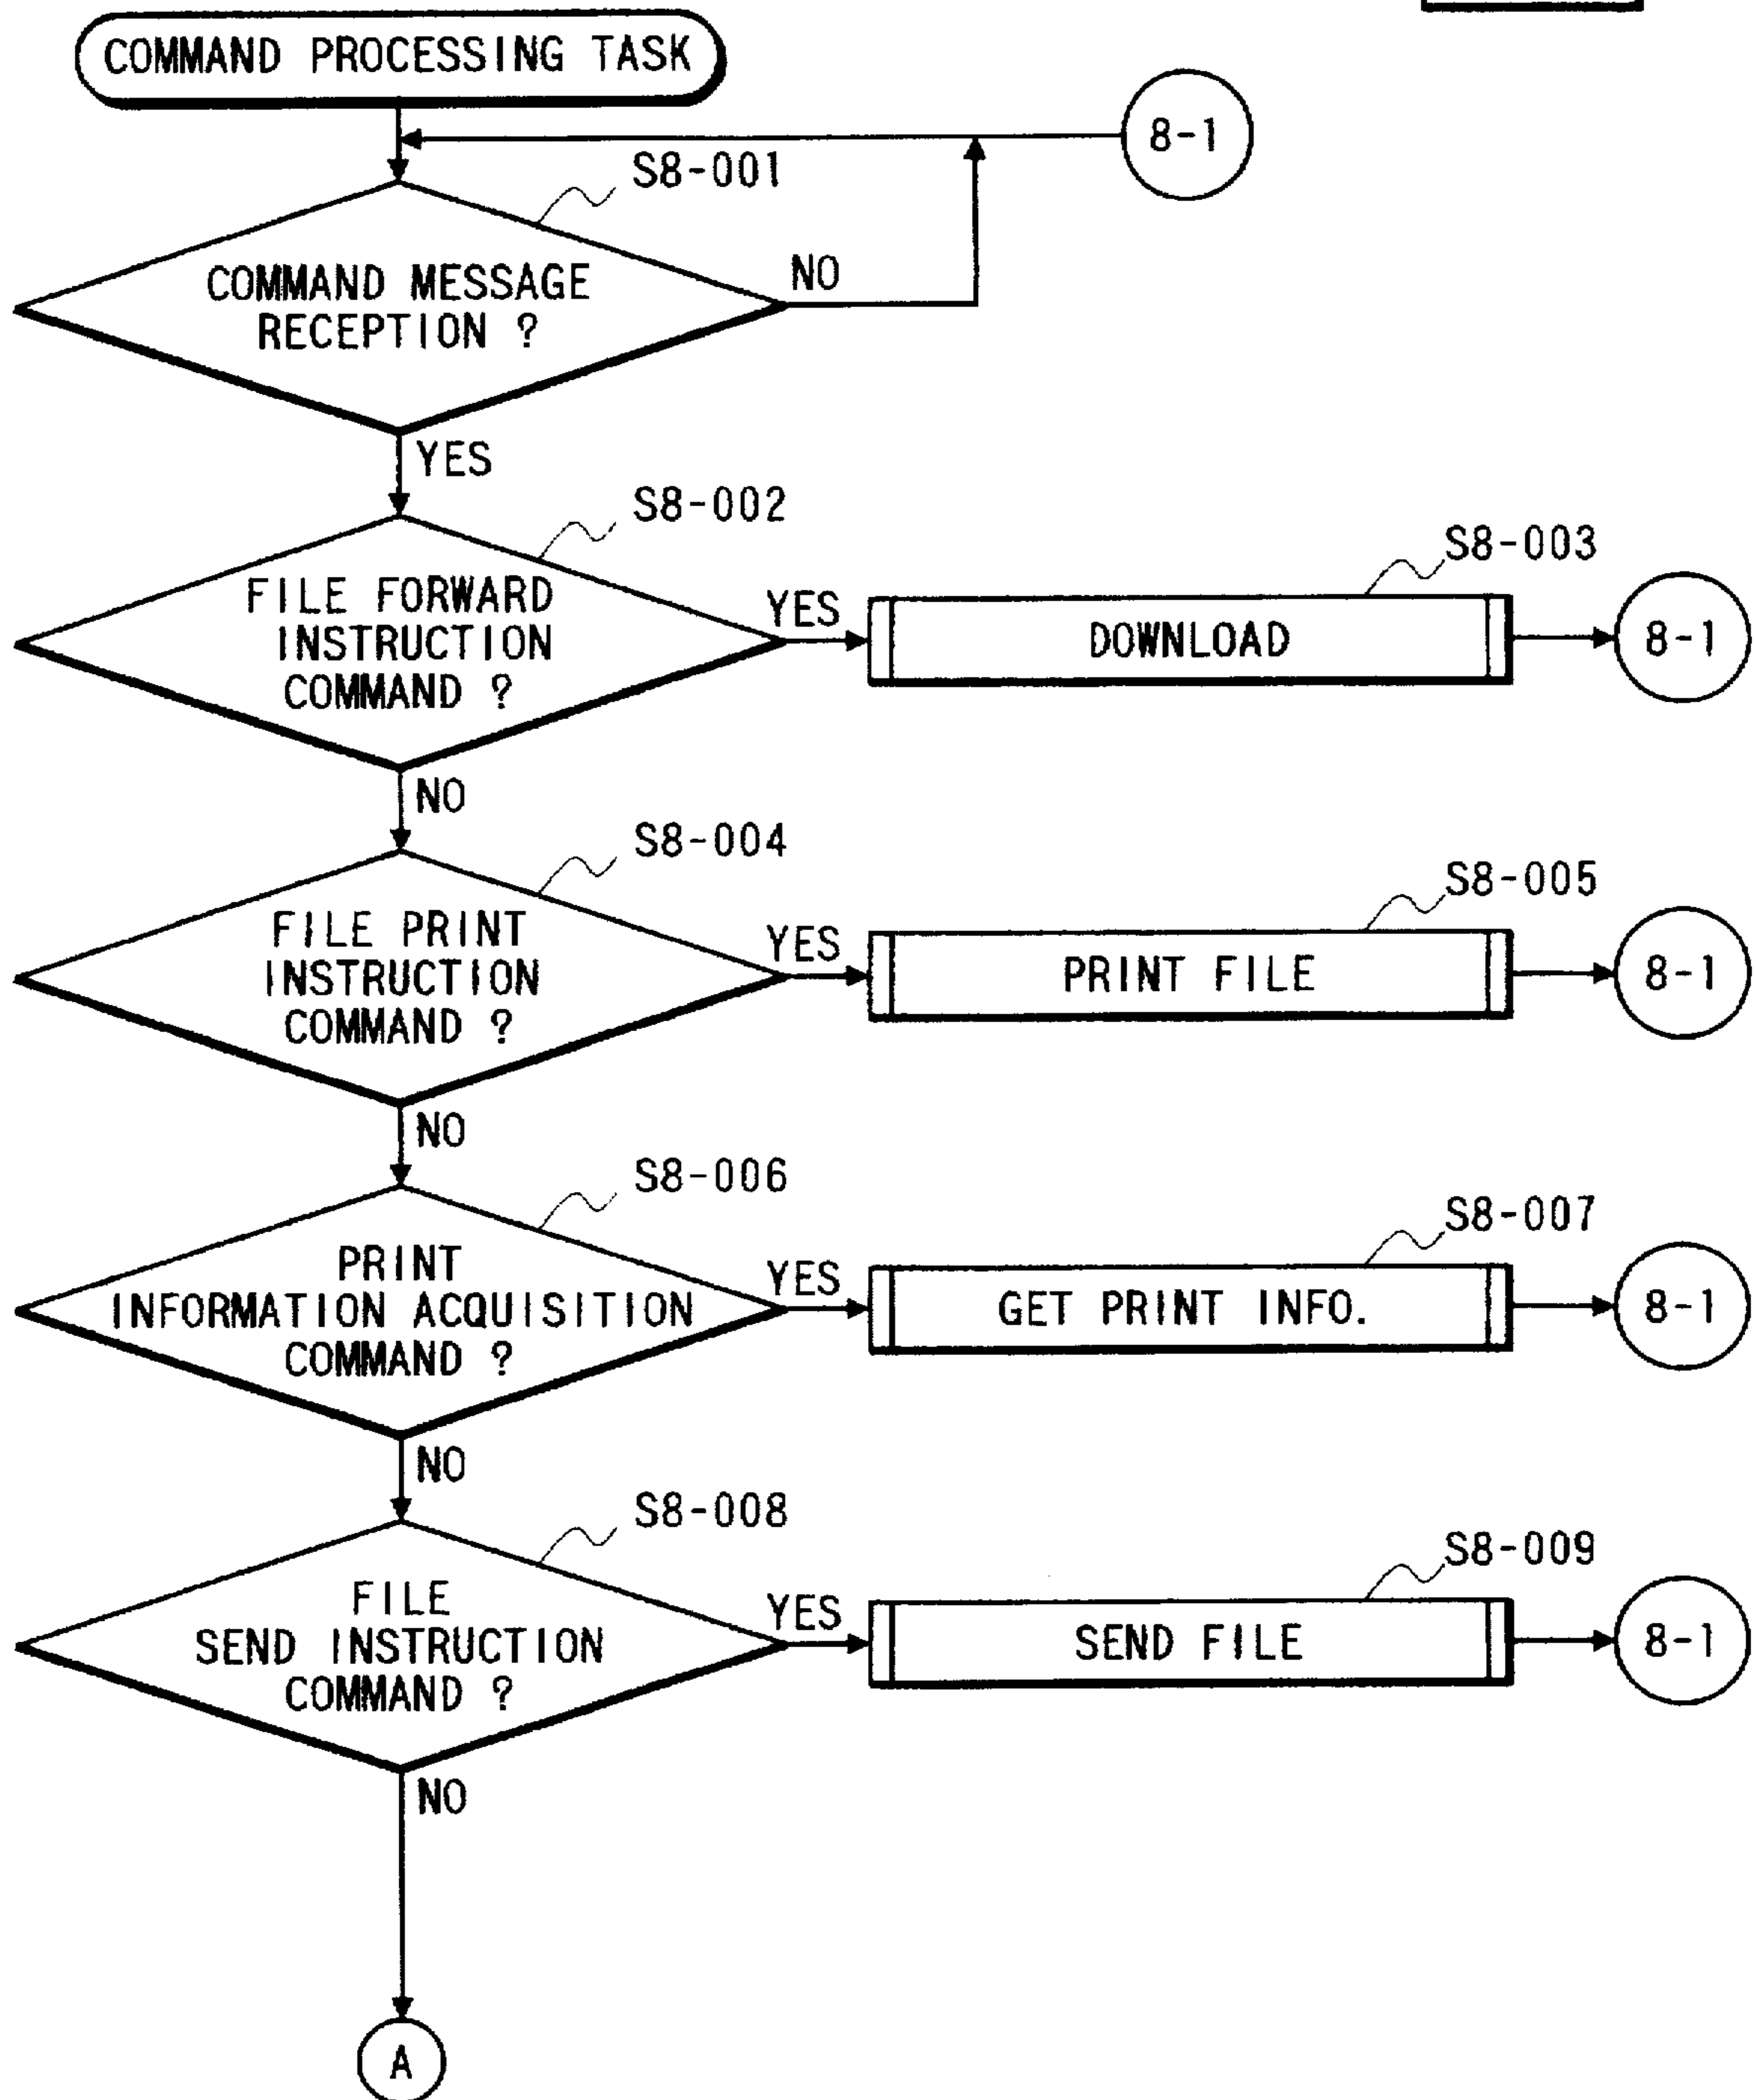 COMMAND PROCESSING TASK
8-1
S8-001
COMMAND MESSAGE
RECEPTION ?
NO
YES
S8-002
FILE FORWARD
INSTRUCTION
COMMAND ?
YES
S8-003
DOWNLOAD
8-1
NO
S8-004
FILE PRINT
INSTRUCTION
COMMAND ?
YES
S8-005
PRINT FILE
8-1
NO
S8-006
PRINT
INFORMATION ACQUISITION
COMMAND ?
YES
S8-007
GET PRINT INFO.
8-1
NO
S8-008
FILE
SEND INSTRUCTION
COMMAND ?
YES
S8-009
SEND FILE
8-1
NO
A